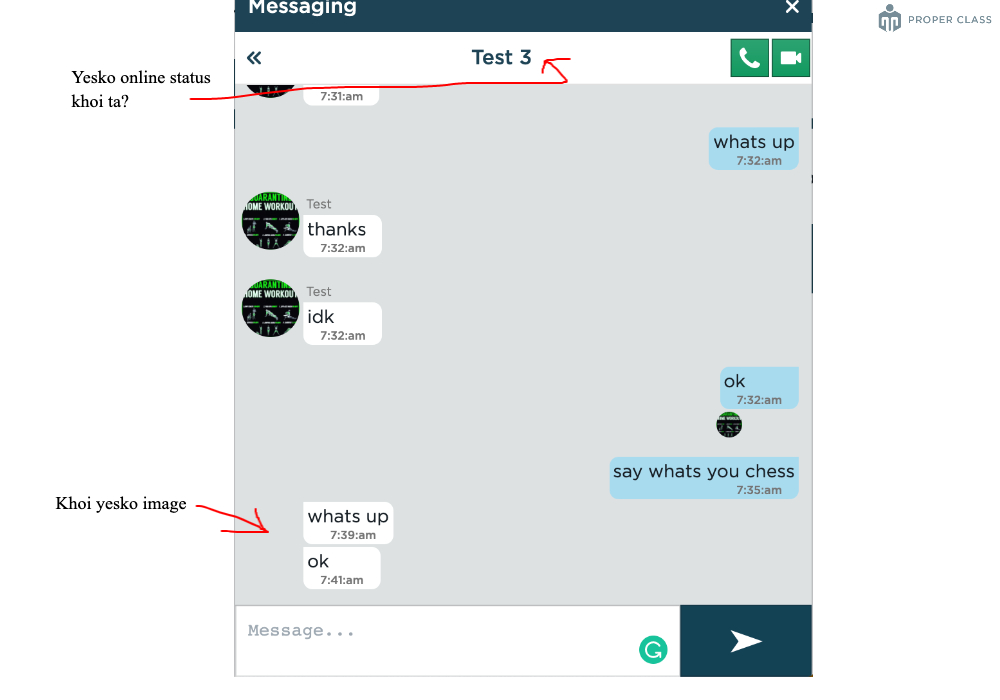 Messaging
PROPER CLASS
Test 3
Yesko online status
khoi ta?
7:31:am
whats up
7:32:am
Test
thanks
7:32:am
Test
idk
7:32:am
ok
7:32:am
say whats you chess
7:35:am
Khoi yesko image
whats up
7:39:am
ok
7:41:am
Message...